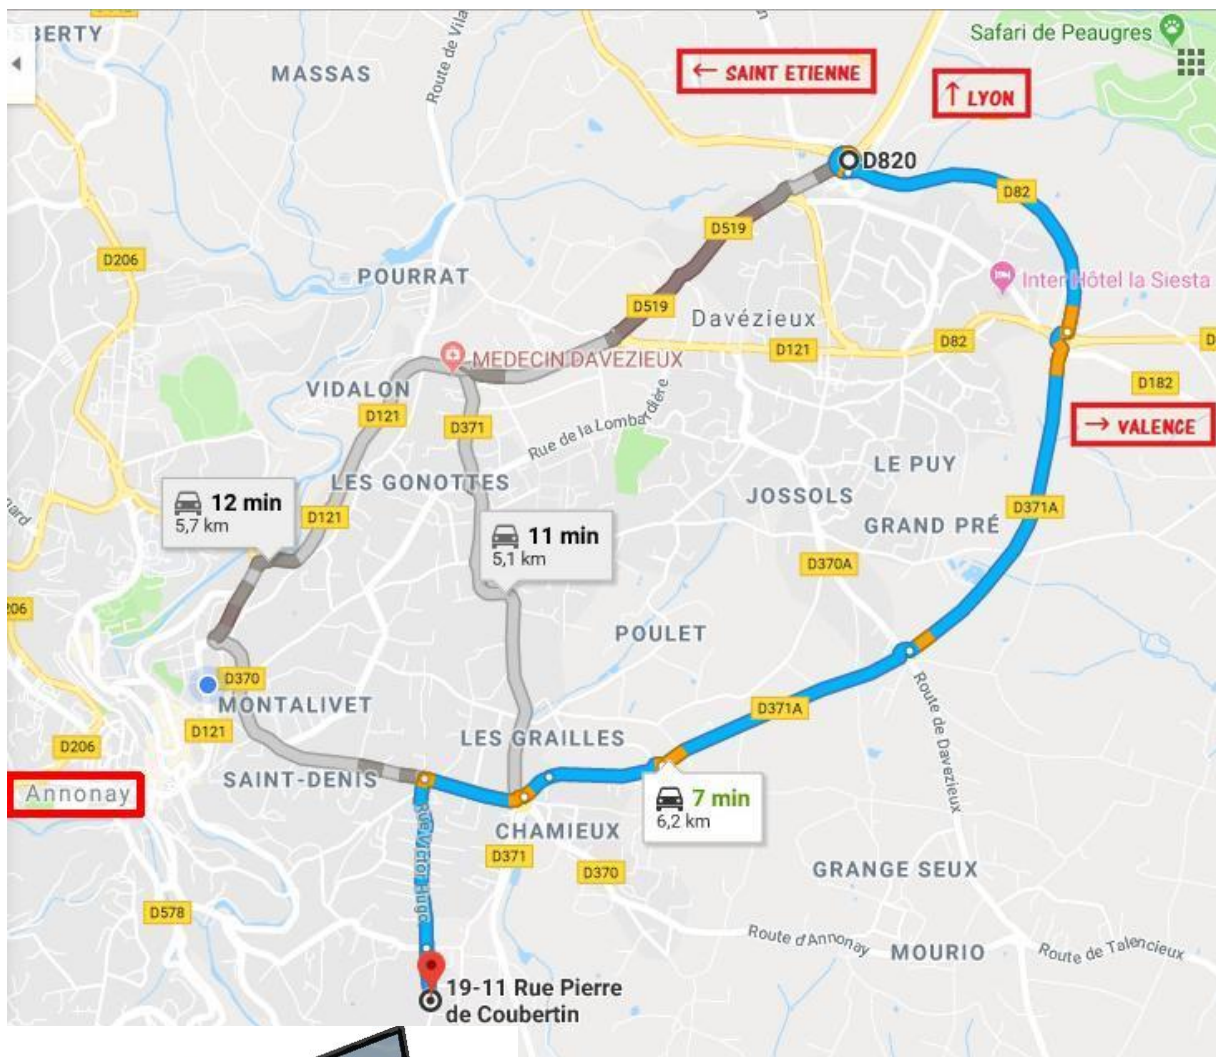 SBERTY
Route de Vila
Safari de Peaugres
MASSAS
← SAINT ETIENNE
↑ LYON
D820
D82
D519
D206
POURRAT
Inter Hôtel la Siesta
D519
Davézieux
D121
D82
MEDECIN DAVEZIEUX
D182
VIDALON
D121
D371
Rue de la Lombardière
→ VALENCE
LE PUY
LES GONOTTES
JOSSOLS
12 min
5,7 km
D121
D371A
GRAND PRÉ
11 min
5,1 km
D370A
206
POULET
D370
MONTALIVET
D371A
Route de Davezieux
D121
D206
LES GRAILLES
SAINT-DENIS
Annonay
7 min
6,2 km
Rue Victor Hugo
CHAMIEUX
D371
D370
GRANGE SEUX
D578
Route d'Annonay
MOURIO
Route de Talencieux
19-11 Rue Pierre
de Coubertin